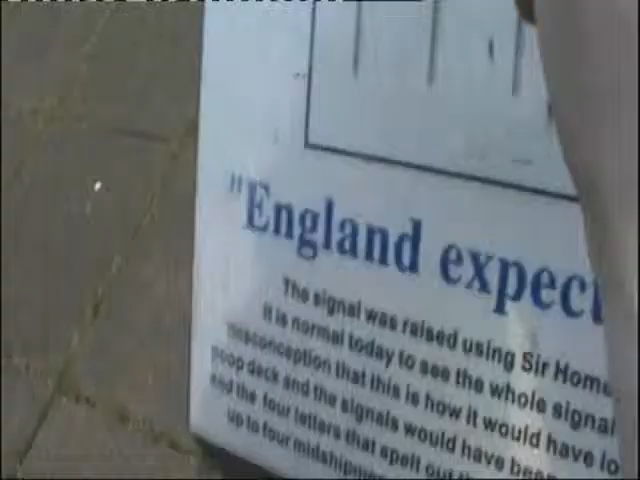 "England expect
The signal was raised using Sir Home
It is normal today to see the whole signal
misconception that this is how it would have lo
poop deck and the signals would have been
and the four letters that spell out
up to four midshipmen